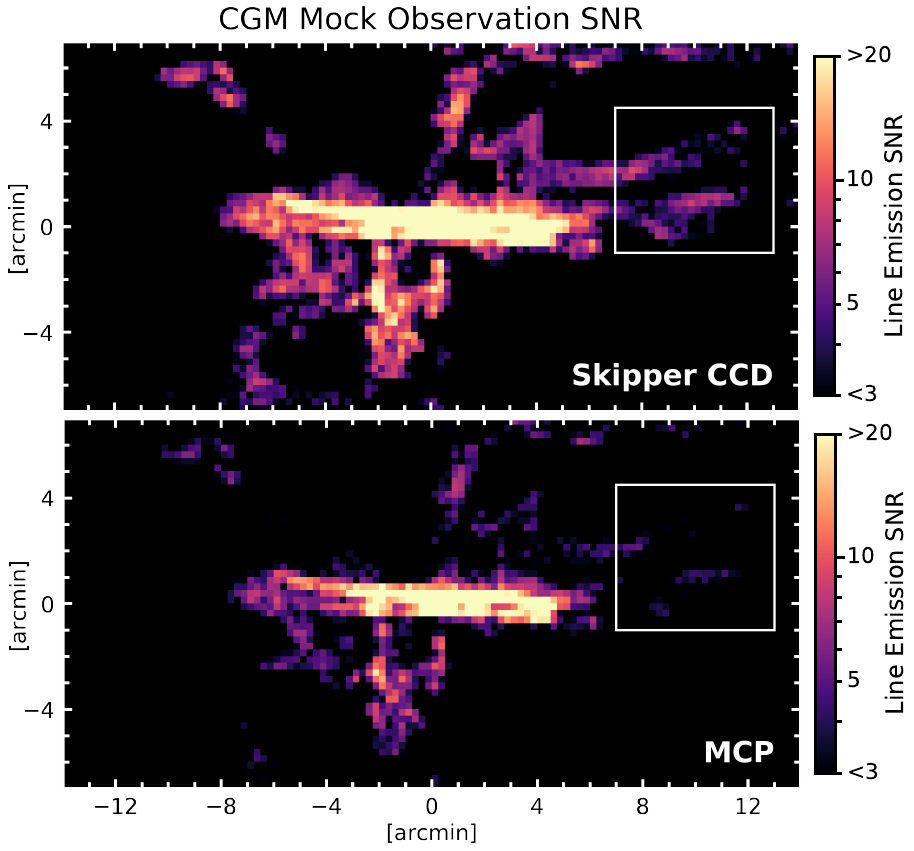 CGM Mock Observation SNR
4
0
−4
[arcmin]
Skipper CCD
>20
10
5
<3
Line Emission SNR
4
0
−4
[arcmin]
MCP
>20
10
5
<3
Line Emission SNR
−12
−8
−4
0
4
8
12
[arcmin]